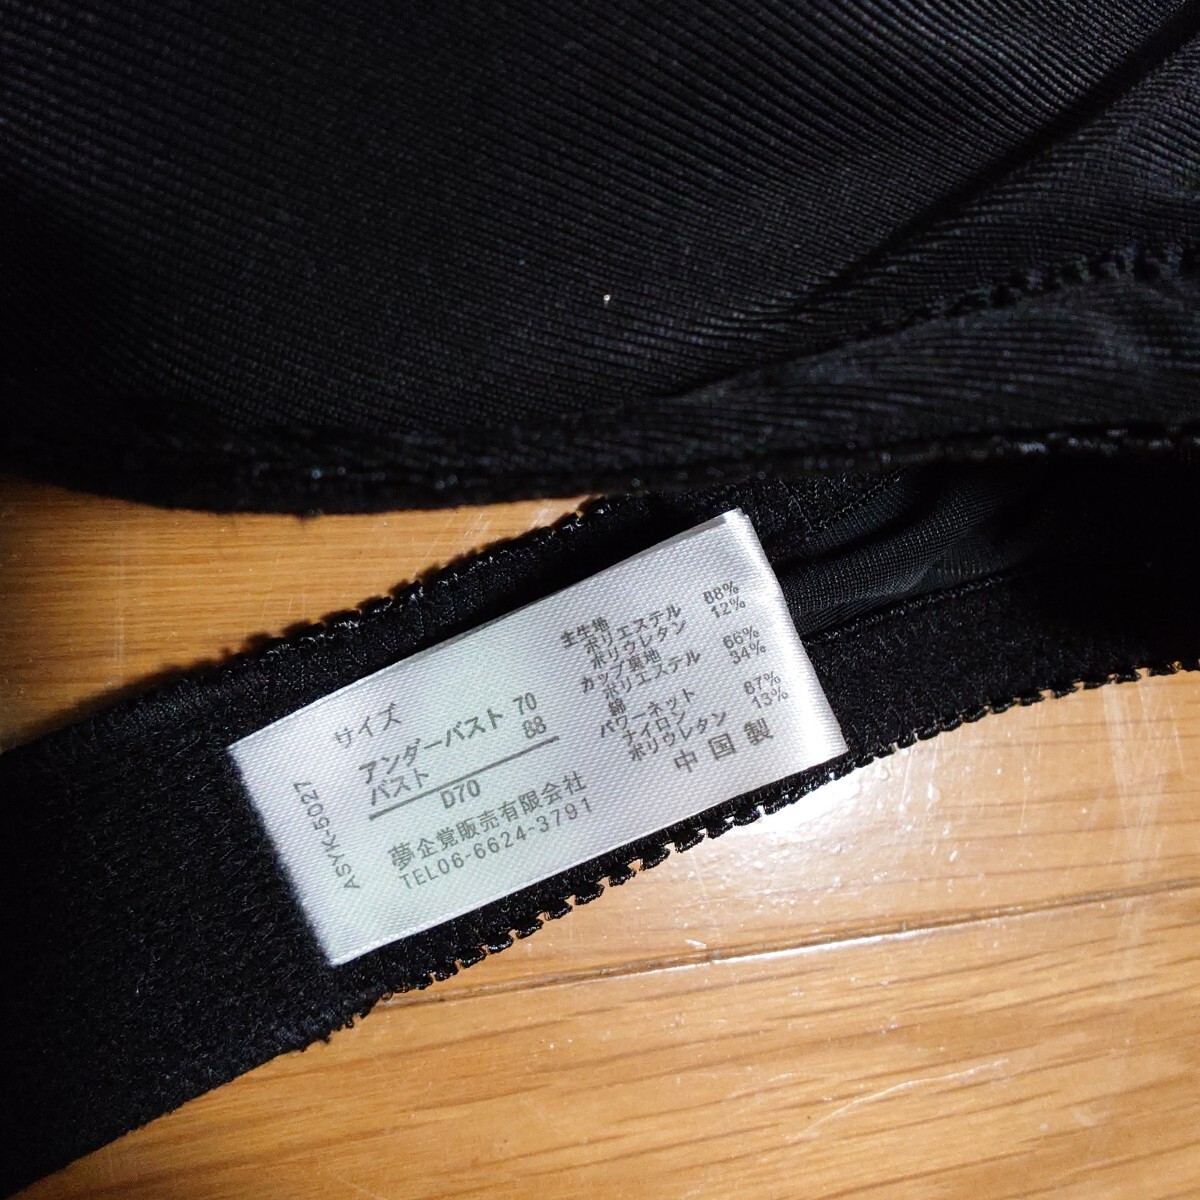 サイズ
アンダーバスト 70
バスト 88
D70
夢企覚販売有限会社
TEL06-6624-3791
ASYK-5027
主生地
ポリエステル 88%
ポリウレタン 12%
カップ裏地
ポリエステル 66%
綿 34%
パワーネット
ナイロン 87%
ポリウレタン 13%
中国製